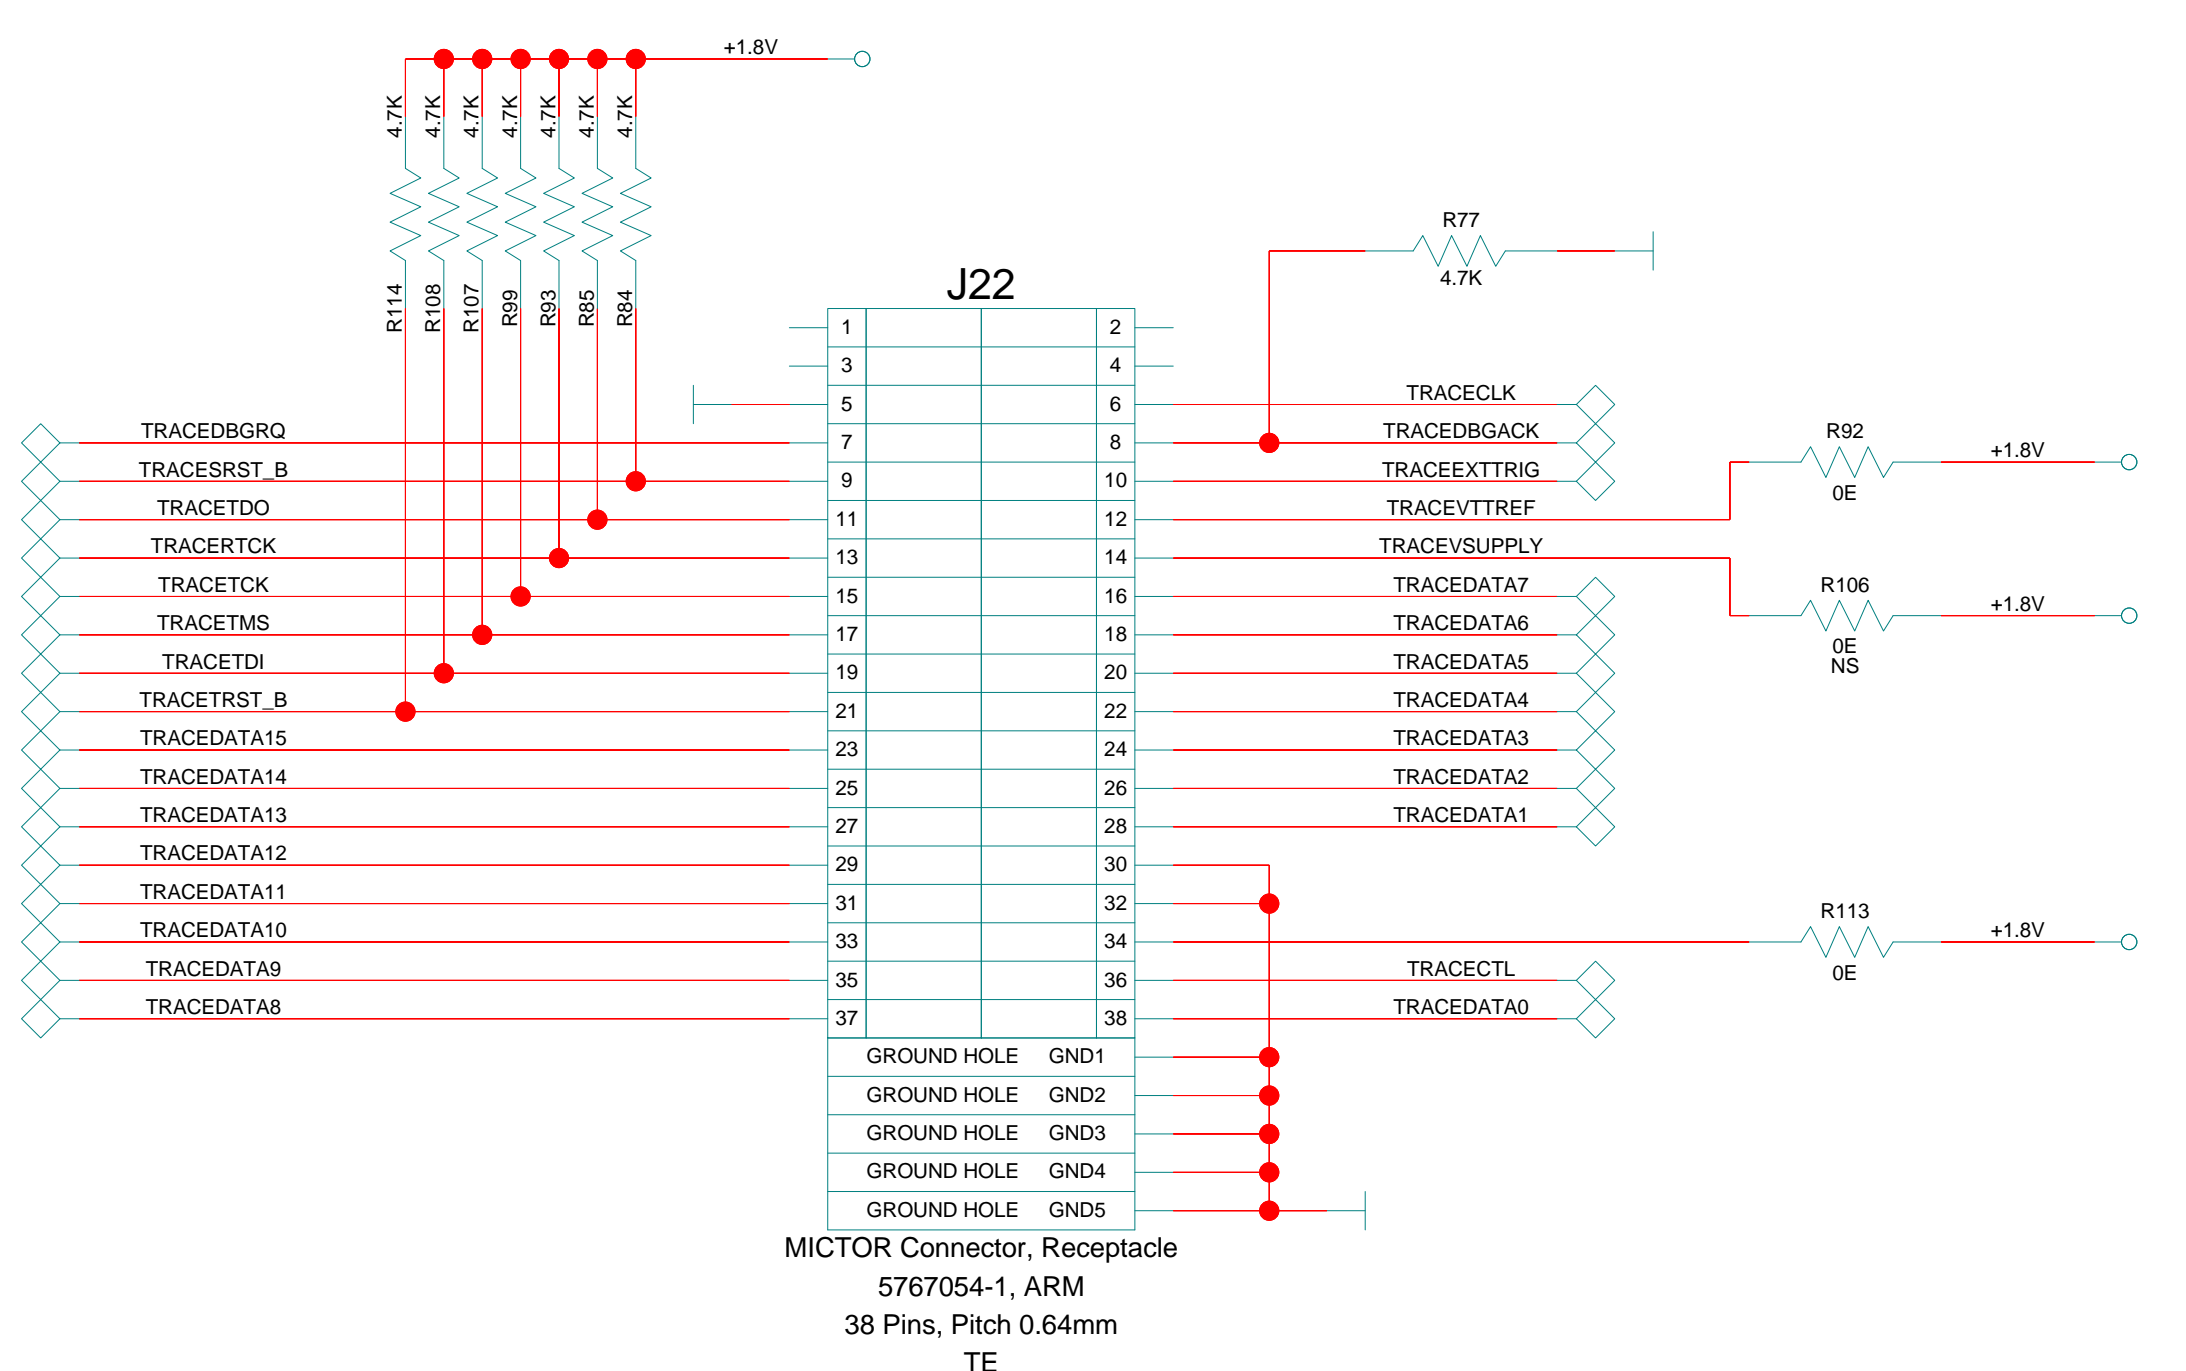 +1.8V
4.7K 4.7K 4.7K 4.7K 4.7K 4.7K 4.7K
R114 R108 R107 R99 R93 R85 R84
R77
4.7K
J22
1 2
3 4
5 6 TRACECLK
TRACEDBGRQ 7 8 TRACEDBGACK
R92
+1.8V
0E
TRACESRST_B 9 10 TRACEEXTTRIG
TRACETDO 11 12 TRACEVTTREF
TRACERTCK 13 14 TRACEVSUPPLY
TRACETCK 15 16 TRACEDATA7
R106
+1.8V
0E
NS
TRACETMS 17 18 TRACEDATA6
TRACETDI 19 20 TRACEDATA5
TRACETRST_B 21 22 TRACEDATA4
TRACEDATA15 23 24 TRACEDATA3
TRACEDATA14 25 26 TRACEDATA2
TRACEDATA13 27 28 TRACEDATA1
TRACEDATA12 29 30
TRACEDATA11 31 32
R113
+1.8V
0E
TRACEDATA10 33 34
TRACEDATA9 35 36 TRACECTL
TRACEDATA8 37 38 TRACEDATA0
GROUND HOLE GND1
GROUND HOLE GND2
GROUND HOLE GND3
GROUND HOLE GND4
GROUND HOLE GND5
MICTOR Connector, Receptacle
5767054-1, ARM
38 Pins, Pitch 0.64mm
TE